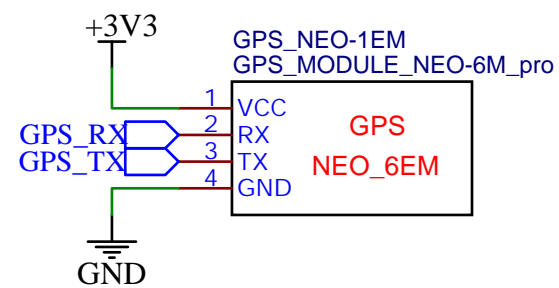 +3V3
GPS_NEO-1EM
GPS_MODULE_NEO-6M_pro
1 VCC
GPS_RX 2 RX
GPS_TX 3 TX
4 GND
GPS
NEO_6EM
GND